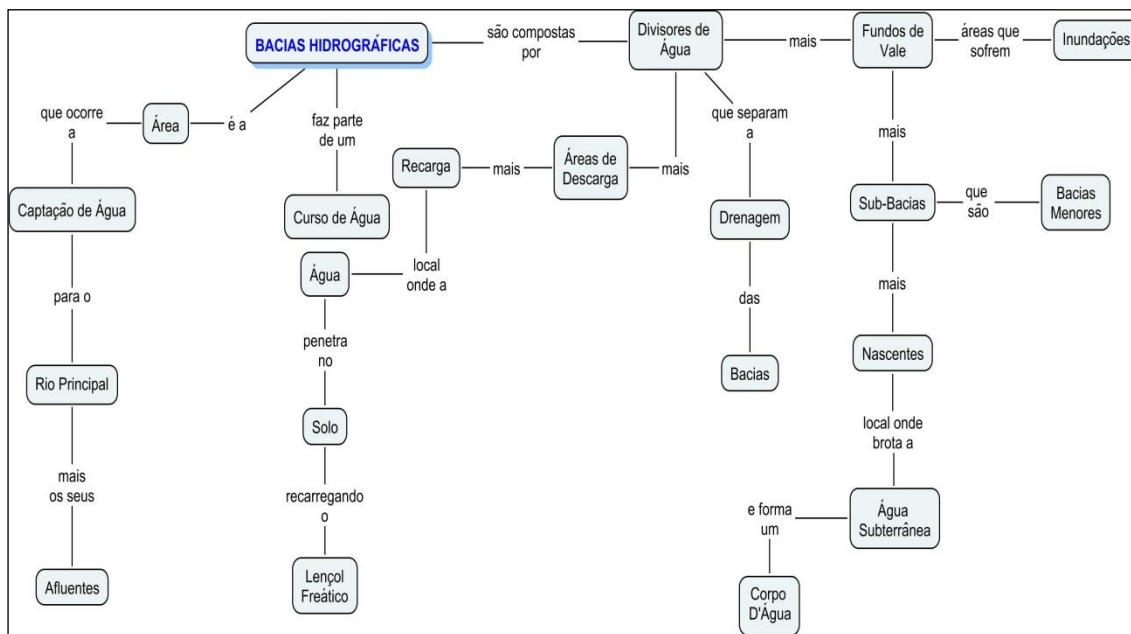 BACIAS HIDROGRÁFICAS
são compostas
por
Divisores de
Água
mais
Fundos de
Vale
áreas que
sofrem
Inundações
que ocorre
a
Área
é a
faz parte
de um
Recarga
mais
Áreas de
Descarga
mais
que separam
a
mais
Captação de Água
Curso de Água
Drenagem
Sub-Bacias
que
são
Bacias
Menores
Água
local
onde a
para o
das
mais
penetra
no
Nascentes
Rio Principal
Bacias
Solo
local onde
brota a
mais
os seus
recarregando
o
e forma
um
Água
Subterrânea
Afluentes
Lençol
Freático
Corpo
D'Água